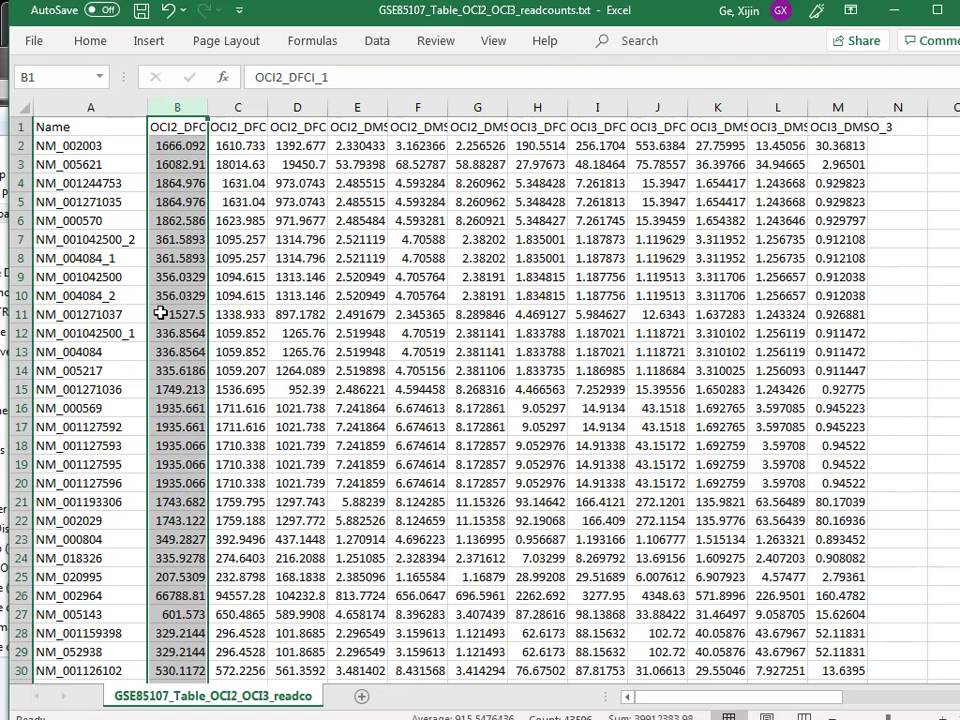 AutoSave Off GSE85107_Table_OCI2_OCI3_readcounts.txt - Excel Ge, Xijin GX
File Home Insert Page Layout Formulas Data Review View Help Search Share Comme
B1 fx OCI2_DFCI_1
A B C D E F G H I J K L M N
1 Name OCI2_DFC OCI2_DFC OCI2_DFC OCI2_DMS OCI2_DMS OCI2_DMS OCI3_DFC OCI3_DFC OCI3_DFC OCI3_DMS OCI3_DMS OCI3_DMSO_3
2 NM_002003 1666.092 1610.733 1392.677 2.330433 3.162366 2.256526 190.5514 256.1704 553.6384 27.75995 13.45056 30.36813
3 NM_005621 16082.91 18014.63 19450.7 53.79398 68.52787 58.88287 27.97673 48.18464 75.78557 36.39766 34.94665 2.96501
4 NM_001244753 1864.976 1631.04 973.0743 2.485515 4.593284 8.260962 5.348428 7.261813 15.3947 1.654417 1.243668 0.929823
5 NM_001271035 1864.976 1631.04 973.0743 2.485515 4.593284 8.260962 5.348428 7.261813 15.3947 1.654417 1.243668 0.929823
6 NM_000570 1862.586 1623.985 971.9677 2.485484 4.593281 8.260921 5.348427 7.261745 15.39459 1.654382 1.243646 0.929797
7 NM_001042500_2 361.5893 1095.257 1314.796 2.521119 4.70588 2.38202 1.835001 1.187873 1.119629 3.311952 1.256735 0.912108
8 NM_004084_1 361.5893 1095.257 1314.796 2.521119 4.70588 2.38202 1.835001 1.187873 1.119629 3.311952 1.256735 0.912108
9 NM_001042500 356.0329 1094.615 1313.146 2.520949 4.705764 2.38191 1.834815 1.187756 1.119513 3.311706 1.256657 0.912038
10 NM_004084_2 356.0329 1094.615 1313.146 2.520949 4.705764 2.38191 1.834815 1.187756 1.119513 3.311706 1.256657 0.912038
11 NM_001271037 1527.5 1338.933 897.1782 2.491679 2.345365 8.289846 4.469127 5.984627 12.6343 1.637283 1.243324 0.926881
12 NM_001042500_1 336.8564 1059.852 1265.76 2.519948 4.70519 2.381141 1.833788 1.187021 1.118721 3.310102 1.256114 0.911472
13 NM_004084 336.8564 1059.852 1265.76 2.519948 4.70519 2.381141 1.833788 1.187021 1.118721 3.310102 1.256114 0.911472
14 NM_005217 335.6186 1059.207 1264.089 2.519898 4.705156 2.381106 1.833735 1.186985 1.118684 3.310025 1.256093 0.911447
15 NM_001271036 1749.213 1536.695 952.39 2.486221 4.594458 8.268316 4.466563 7.252939 15.39556 1.650283 1.243426 0.92775
16 NM_000569 1935.661 1711.616 1021.738 7.241864 6.674613 8.172861 9.05297 14.9134 43.1518 1.692765 3.597085 0.945223
17 NM_001127592 1935.661 1711.616 1021.738 7.241864 6.674613 8.172861 9.05297 14.9134 43.1518 1.692765 3.597085 0.945223
18 NM_001127593 1935.066 1710.338 1021.739 7.241859 6.674614 8.172857 9.052976 14.91338 43.15172 1.692759 3.59708 0.94522
19 NM_001127595 1935.066 1710.338 1021.739 7.241859 6.674614 8.172857 9.052976 14.91338 43.15172 1.692759 3.59708 0.94522
20 NM_001127596 1935.066 1710.338 1021.739 7.241859 6.674614 8.172857 9.052976 14.91338 43.15172 1.692759 3.59708 0.94522
21 NM_001193306 1743.682 1759.795 1297.743 5.88239 8.124285 11.15326 93.14642 166.4121 272.1201 135.9821 63.56489 80.17039
22 NM_002029 1743.122 1759.188 1297.772 5.882526 8.124659 11.15358 92.19068 166.409 272.1154 135.9776 63.56439 80.16936
23 NM_000804 349.2827 392.9496 437.1448 1.270914 4.696223 1.136995 0.956687 1.193166 1.106777 1.515134 1.263321 0.893452
24 NM_018326 335.9278 274.6403 216.2088 1.251085 2.328394 2.371612 7.03299 8.269792 13.69156 1.609275 2.407203 0.908082
25 NM_020995 207.5309 232.8798 168.1838 2.385096 1.165584 1.16879 28.99208 29.51689 6.007612 6.907923 4.57477 2.79361
26 NM_002964 66788.81 94557.28 104232.8 813.7724 656.0647 696.5961 2262.692 3277.95 4348.63 571.8996 226.9501 160.4782
27 NM_005143 601.573 650.4865 589.9908 4.658174 8.396283 3.407439 87.28616 98.13868 33.88422 31.46497 9.058705 15.62604
28 NM_001159398 329.2144 296.4528 101.8685 2.296549 3.159613 1.121493 62.6173 88.15632 102.72 40.05876 43.67967 52.11831
29 NM_052938 329.2144 296.4528 101.8685 2.296549 3.159613 1.121493 62.6173 88.15632 102.72 40.05876 43.67967 52.11831
30 NM_001126102 530.1172 572.2256 561.3592 3.481402 8.431568 3.414294 76.67502 87.81753 31.06613 29.55046 7.927251 13.6395
GSE85107_Table_OCI2_OCI3_readco
Ready Average: 915.5476436 Count: 43596 Sum: 39912383.98